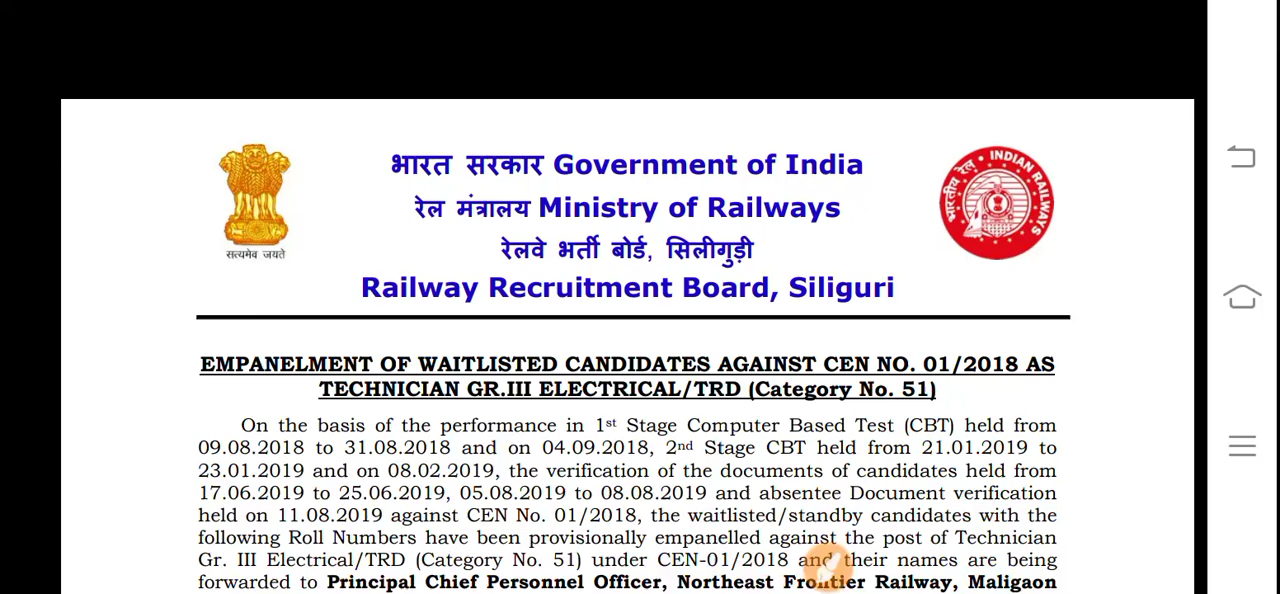 भारत सरकार Government of India
रेल मंत्रालय Ministry of Railways
रेलवे भर्ती बोर्ड, सिलीगुड़ी
Railway Recruitment Board, Siliguri
सत्यमेव जयते
भारतीय रेल INDIAN RAILWAYS
EMPANELMENT OF WAITLISTED CANDIDATES AGAINST CEN NO. 01/2018 AS
TECHNICIAN GR.III ELECTRICAL/TRD (Category No. 51)
On the basis of the performance in 1st Stage Computer Based Test (CBT) held from
09.08.2018 to 31.08.2018 and on 04.09.2018, 2nd Stage CBT held from 21.01.2019 to
23.01.2019 and on 08.02.2019, the verification of the documents of candidates held from
17.06.2019 to 25.06.2019, 05.08.2019 to 08.08.2019 and absentee Document verification
held on 11.08.2019 against CEN No. 01/2018, the waitlisted/standby candidates with the
following Roll Numbers have been provisionally empanelled against the post of Technician
Gr. III Electrical/TRD (Category No. 51) under CEN-01/2018 and their names are being
forwarded to Principal Chief Personnel Officer, Northeast Frontier Railway, Maligaon